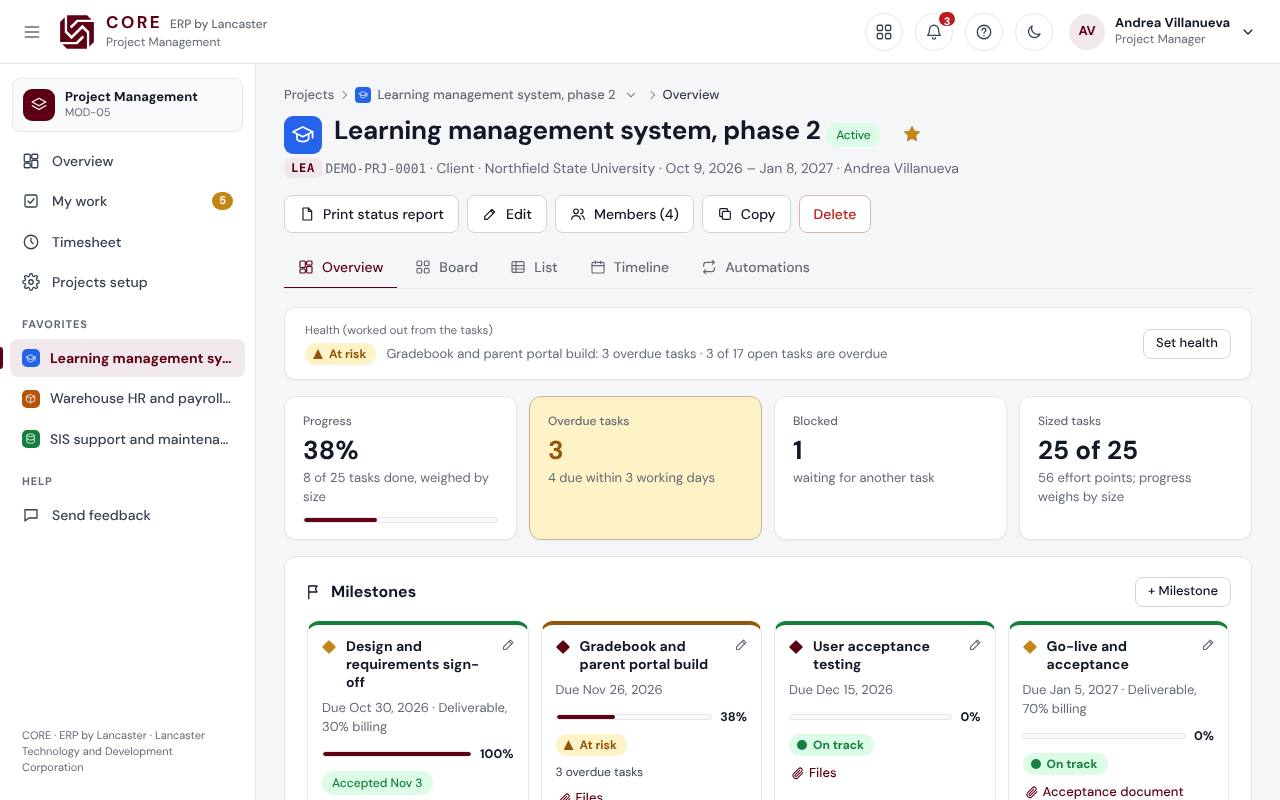 CORE ERP by Lancaster
Project Management
3
AV
Andrea Villanueva
Project Manager
Project Management
MOD-05
Overview
My work 5
Timesheet
Projects setup
FAVORITES
Learning management sy...
Warehouse HR and payroll...
SIS support and maintena...
HELP
Send feedback
CORE · ERP by Lancaster · Lancaster
Technology and Development
Corporation
Projects Learning management system, phase 2 Overview
Learning management system, phase 2 Active
LEA DEMO-PRJ-0001 · Client · Northfield State University · Oct 9, 2026 – Jan 8, 2027 · Andrea Villanueva
Print status report Edit Members (4) Copy Delete
Overview Board List Timeline Automations
Health (worked out from the tasks)
At risk Gradebook and parent portal build: 3 overdue tasks · 3 of 17 open tasks are overdue
Set health
Progress
38%
8 of 25 tasks done, weighed by
size
Overdue tasks
3
4 due within 3 working days
Blocked
1
waiting for another task
Sized tasks
25 of 25
56 effort points; progress
weighs by size
Milestones + Milestone
Design and
requirements sign-
off
Due Oct 30, 2026 · Deliverable,
30% billing
100%
Accepted Nov 3
Gradebook and
parent portal build
Due Nov 26, 2026
38%
At risk
3 overdue tasks
Files
User acceptance
testing
Due Dec 15, 2026
0%
On track
Files
Go-live and
acceptance
Due Jan 5, 2027 · Deliverable,
70% billing
0%
On track
Acceptance document